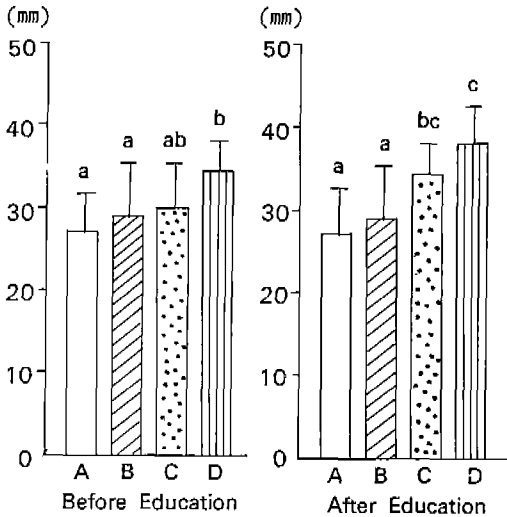 (mm)
50
40
30
20
10
0
a
a
ab
b
A B C D
Before Education
(mm)
50
40
30
20
10
0
a
a
bc
c
A B C D
After Education